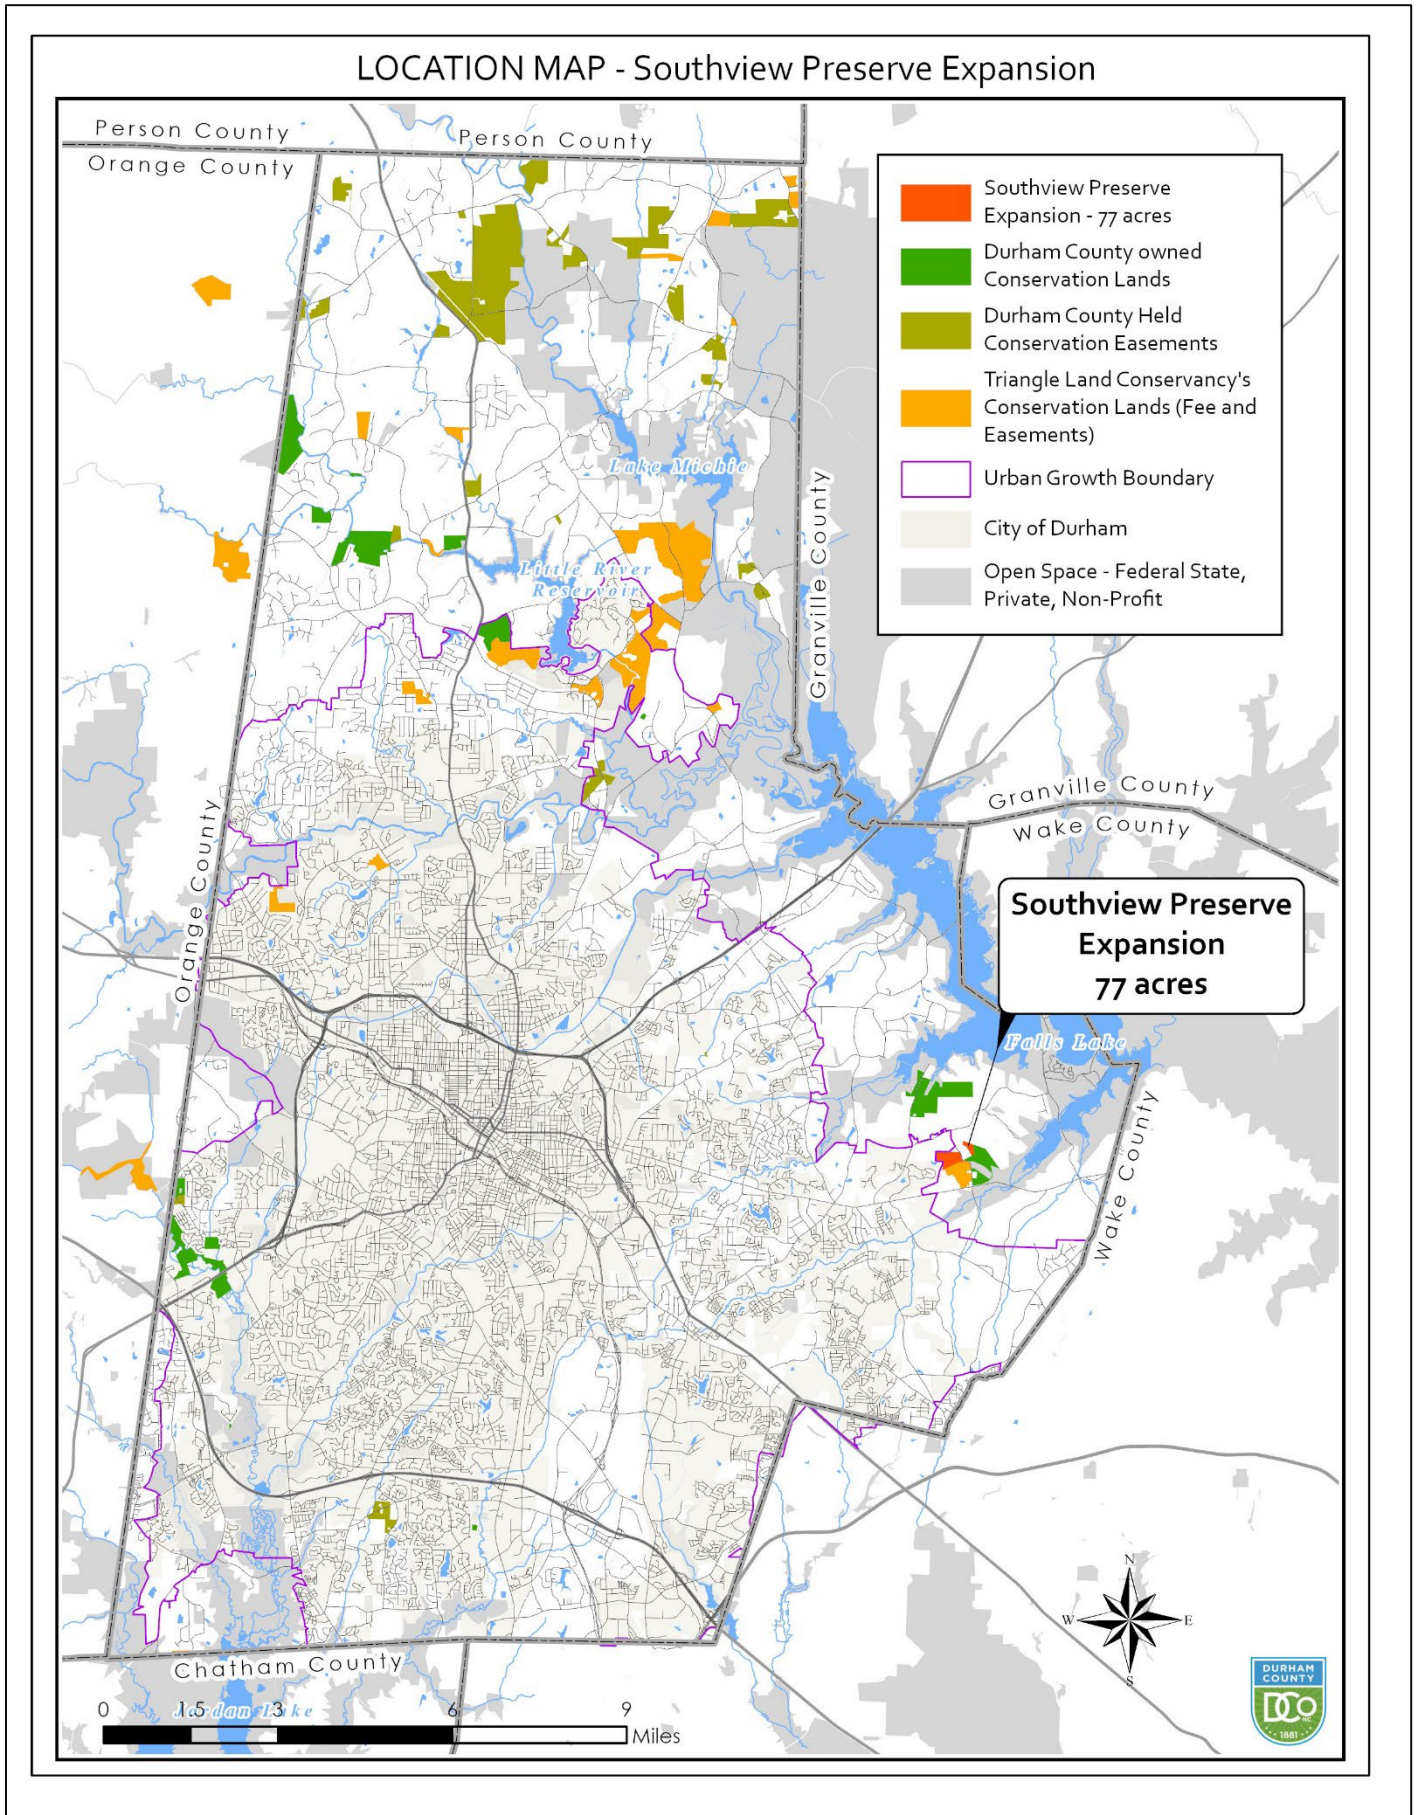 LOCATION MAP - Southview Preserve Expansion
Person County
Person County
Orange County
Southview Preserve
Expansion - 77 acres
Durham County owned
Conservation Lands
Durham County Held
Conservation Easements
Triangle Land Conservancy's
Conservation Lands (Fee and
Easements)
Urban Growth Boundary
City of Durham
Open Space - Federal State,
Private, Non-Profit
Lake Michie
Granville County
Little River
Reservoir
Granville County
Wake County
Orange County
Southview Preserve
Expansion
77 acres
Falls Lake
Wake County
N
W
E
S
Chatham County
Jordan Lake
0
1.5
3
6
9
Miles
DURHAM
COUNTY
DCo
NC
1881